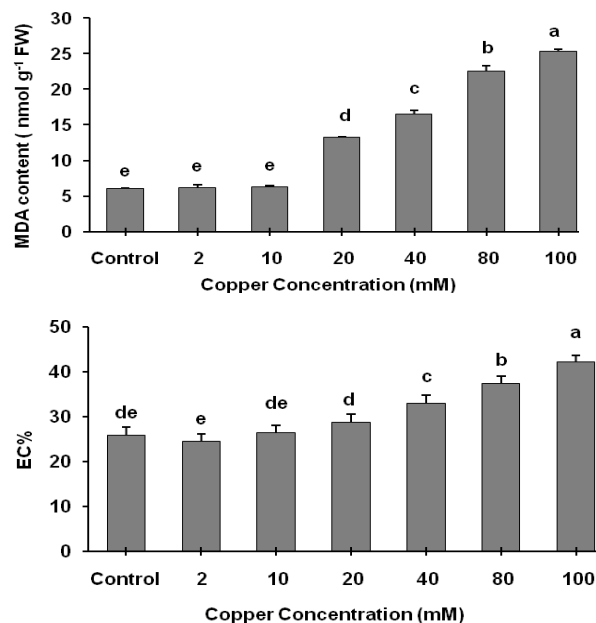 MDA content ( nmol g⁻¹ FW)
30
25
20
15
10
5
0
e
e
e
d
c
b
a
Control 2 10 20 40 80 100
Copper Concentration (mM)
EC%
50
40
30
20
10
0
de
e
de
d
c
b
a
Control 2 10 20 40 80 100
Copper Concentration (mM)